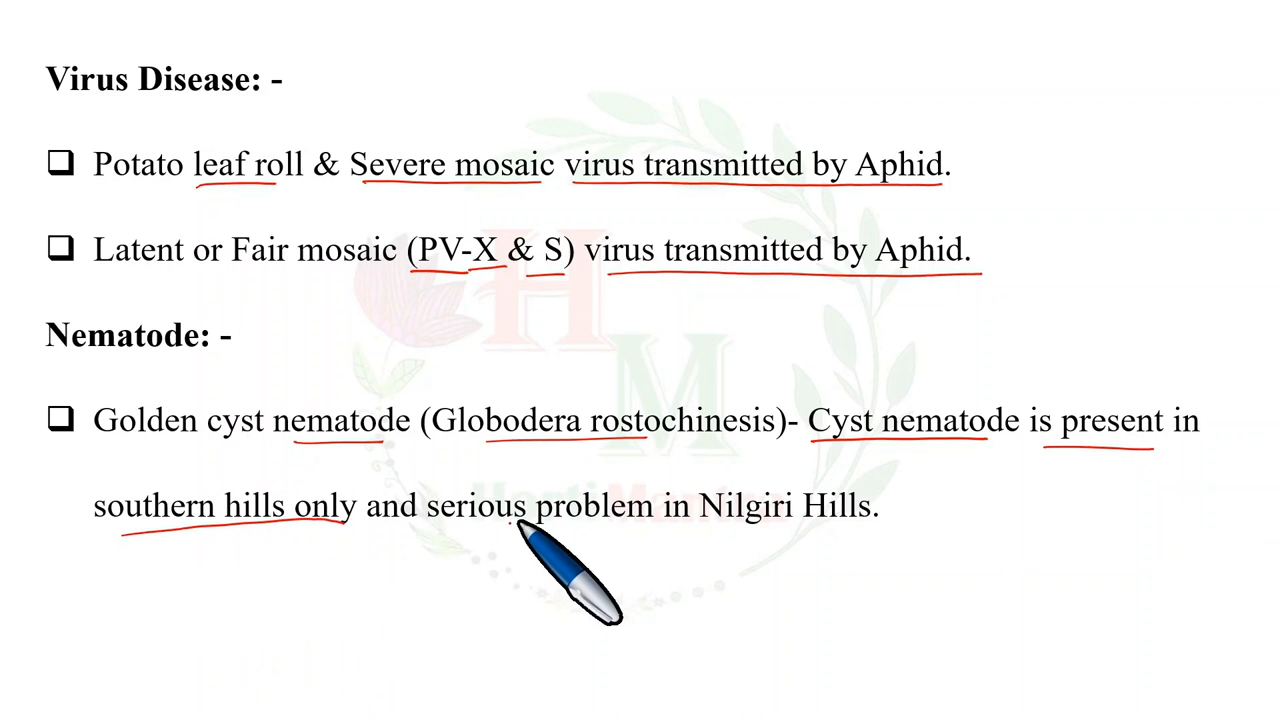 Virus Disease: -
Potato leaf roll & Severe mosaic virus transmitted by Aphid.
Latent or Fair mosaic (PV-X & S) virus transmitted by Aphid.
Nematode: -
Golden cyst nematode (Globodera rostochinesis)- Cyst nematode is present in
southern hills only and serious problem in Nilgiri Hills.
HM